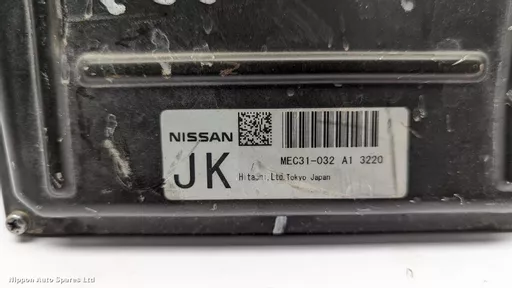 NISSAN
MEC31-032 A1 3220
JK
Hitachi,Ltd.Tokyo Japan
Nippon Auto Spares Ltd